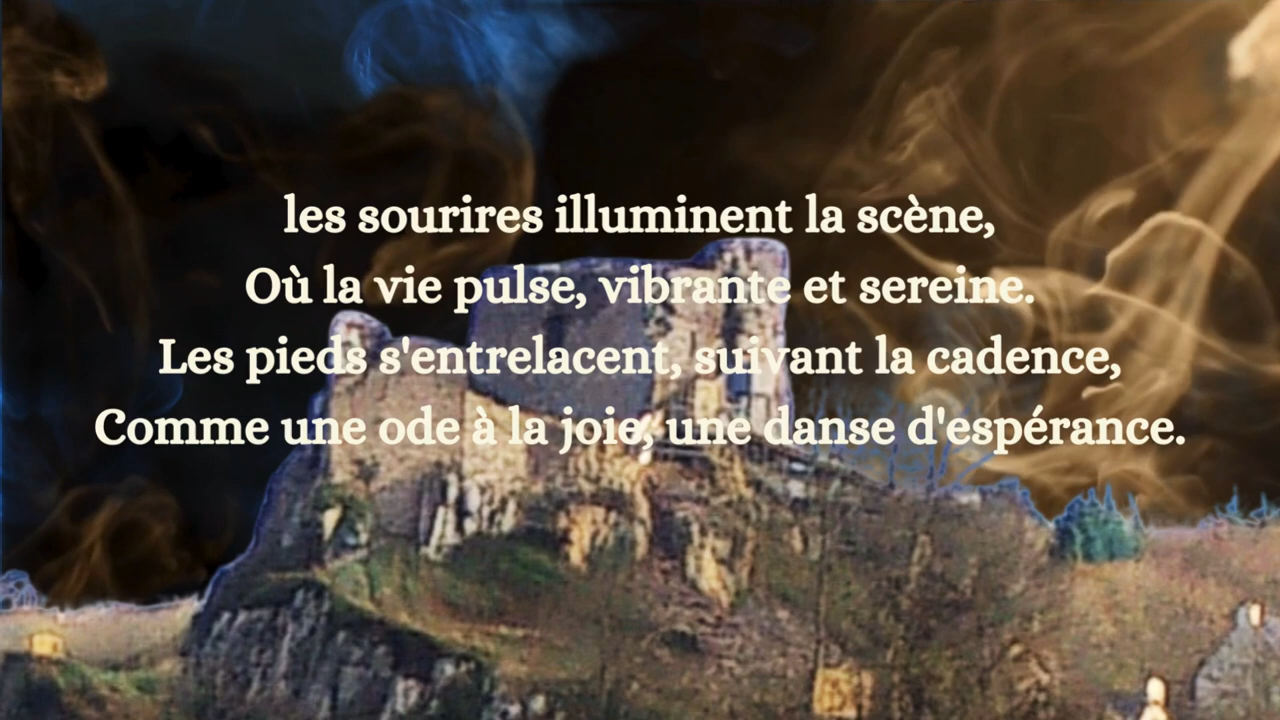 les sourires illuminent la scène,
Où la vie pulse, vibrante et sereine.
Les pieds s'entrelacent, suivant la cadence,
Comme une ode à la joie, une danse d'espérance.